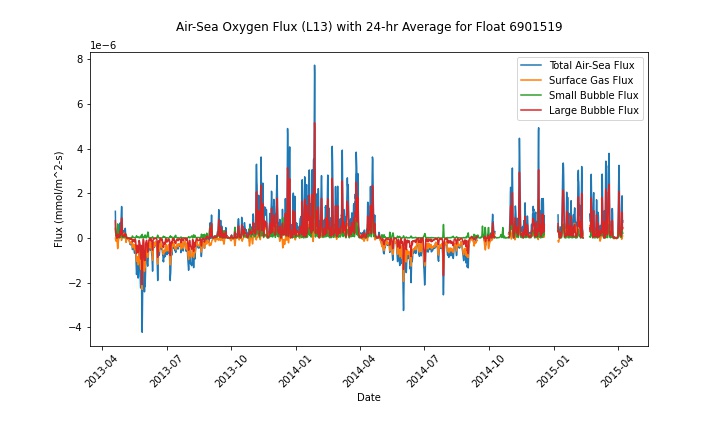 Air-Sea Oxygen Flux (L13) with 24-hr Average for Float 6901519
1e−6
Total Air-Sea Flux
Surface Gas Flux
Small Bubble Flux
Large Bubble Flux
8
6
4
2
0
−2
−4
Flux (mmol/m^2-s)
2013-04
2013-07
2013-10
2014-01
2014-04
2014-07
2014-10
2015-01
2015-04
Date